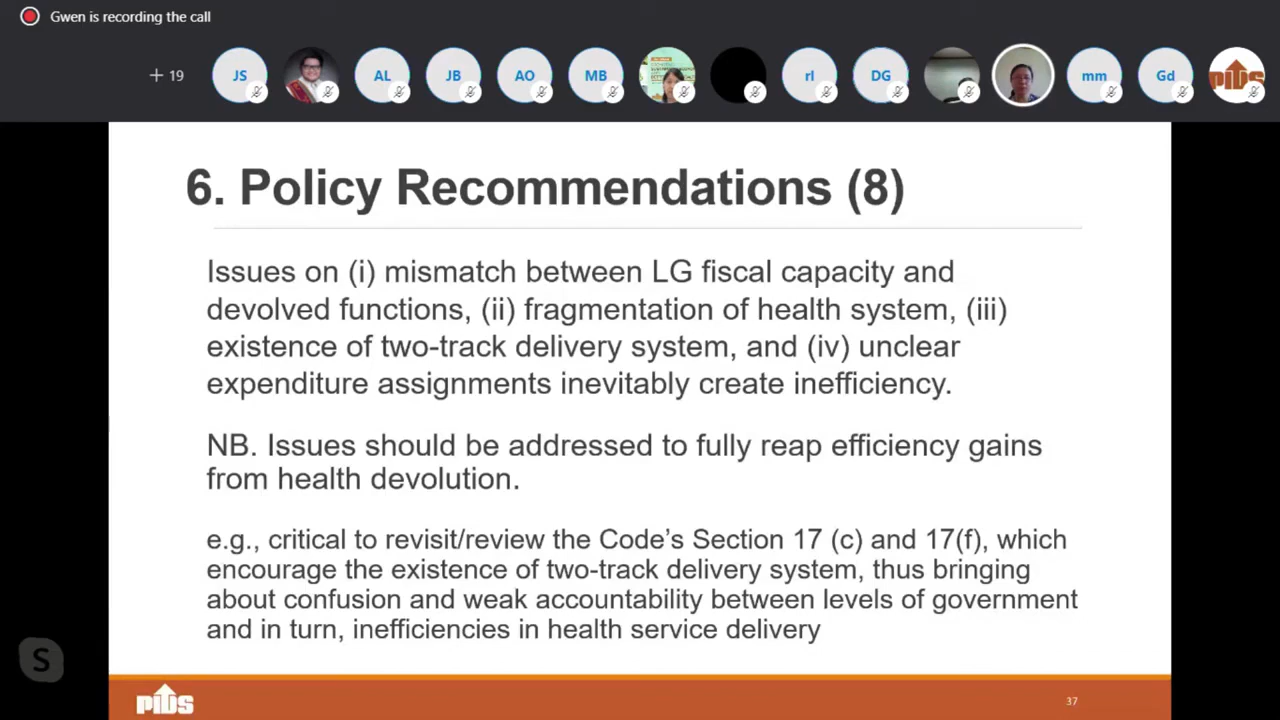 Gwen is recording the call
+ 19
JS
AL
JB
AO
MB
rl
DG
mm
Gd
PIDS
6. Policy Recommendations (8)
Issues on (i) mismatch between LG fiscal capacity and
devolved functions, (ii) fragmentation of health system, (iii)
existence of two-track delivery system, and (iv) unclear
expenditure assignments inevitably create inefficiency.
NB. Issues should be addressed to fully reap efficiency gains
from health devolution.
e.g., critical to revisit/review the Code’s Section 17 (c) and 17(f), which
encourage the existence of two-track delivery system, thus bringing
about confusion and weak accountability between levels of government
and in turn, inefficiencies in health service delivery
S
PIDS
37